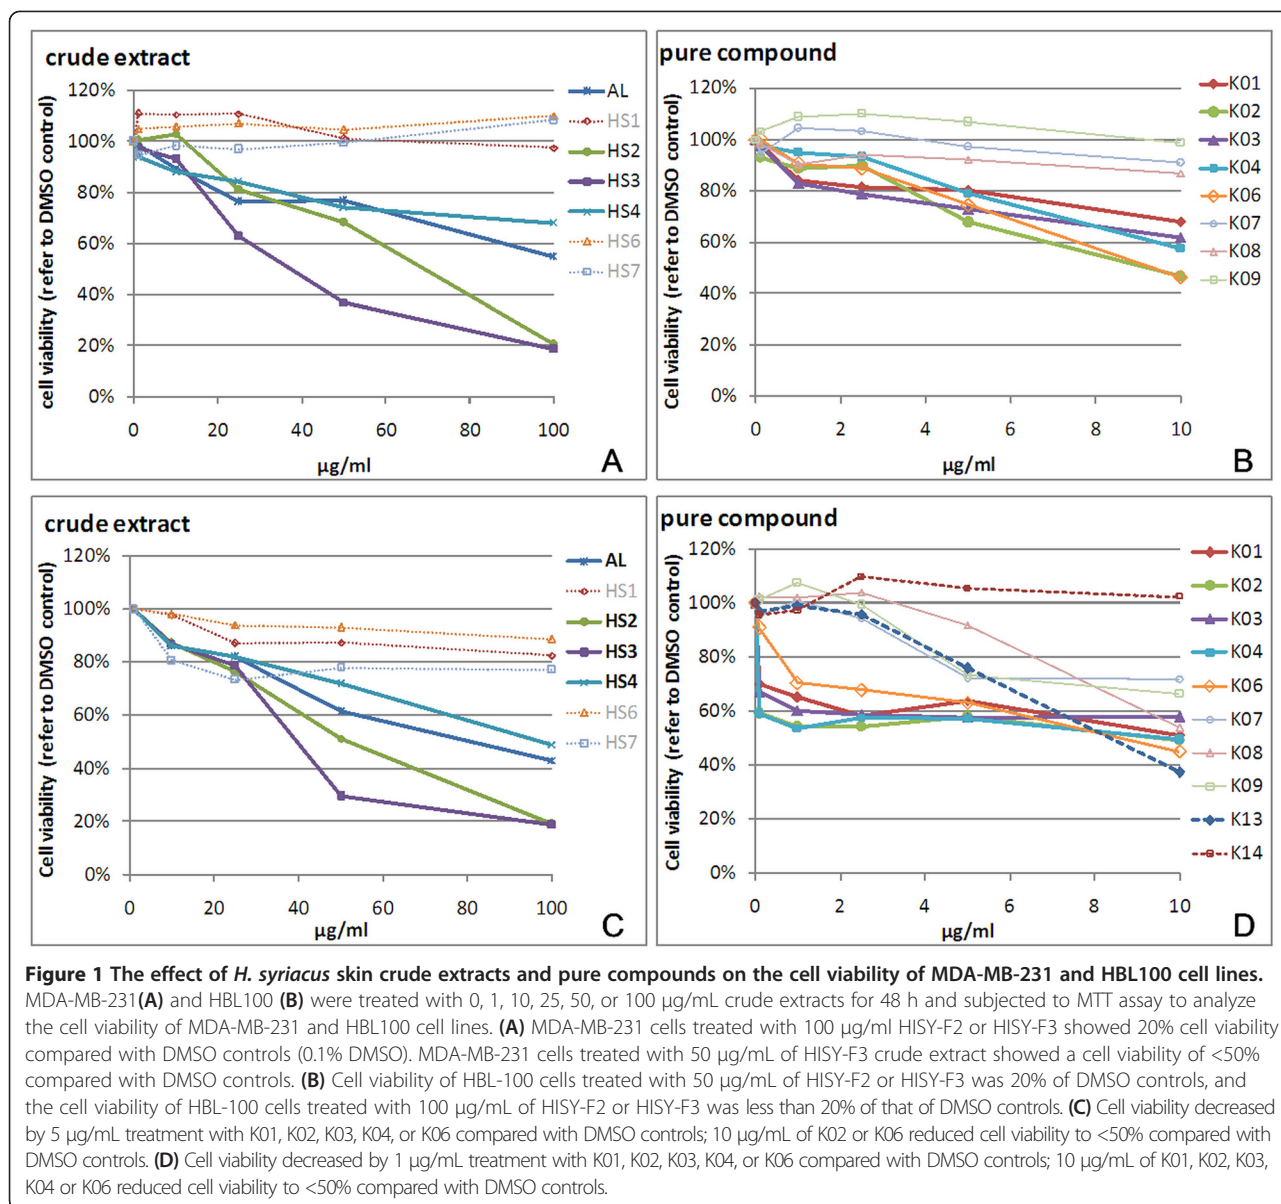 crude extract
120%
100%
80%
60%
40%
20%
0%
cell viability (refer to DMSO control)
0 20 40 60 80 100
µg/ml
AL
HS1
HS2
HS3
HS4
HS6
HS7
A
pure compound
120%
100%
80%
60%
40%
20%
0%
Cell viability (refer to DMSO control)
0 2 4 6 8 10
µg/ml
K01
K02
K03
K04
K06
K07
K08
K09
B
crude extract
120%
100%
80%
60%
40%
20%
0%
Cell viability (refer to DMSO control)
0 20 40 60 80 100
µg/ml
AL
HS1
HS2
HS3
HS4
HS6
HS7
C
pure compound
120%
100%
80%
60%
40%
20%
0%
Cell viability (refer to DMSO control)
0 2 4 6 8 10
µg/ml
K01
K02
K03
K04
K06
K07
K08
K09
K13
K14
D
Figure 1 The effect of H. syriacus skin crude extracts and pure compounds on the cell viability of MDA-MB-231 and HBL100 cell lines.
MDA-MB-231(A) and HBL100 (B) were treated with 0, 1, 10, 25, 50, or 100 µg/mL crude extracts for 48 h and subjected to MTT assay to analyze
the cell viability of MDA-MB-231 and HBL100 cell lines. (A) MDA-MB-231 cells treated with 100 µg/ml HISY-F2 or HISY-F3 showed 20% cell viability
compared with DMSO controls (0.1% DMSO). MDA-MB-231 cells treated with 50 µg/mL of HISY-F3 crude extract showed a cell viability of <50%
compared with DMSO controls. (B) Cell viability of HBL-100 cells treated with 50 µg/mL of HISY-F2 or HISY-F3 was 20% of DMSO controls, and
the cell viability of HBL-100 cells treated with 100 µg/mL of HISY-F2 or HISY-F3 was less than 20% of that of DMSO controls. (C) Cell viability decreased
by 5 µg/mL treatment with K01, K02, K03, K04, or K06 compared with DMSO controls; 10 µg/mL of K02 or K06 reduced cell viability to <50% compared with
DMSO controls. (D) Cell viability decreased by 1 µg/mL treatment with K01, K02, K03, K04, or K06 compared with DMSO controls; 10 µg/mL of K01, K02, K03,
K04 or K06 reduced cell viability to <50% compared with DMSO controls.